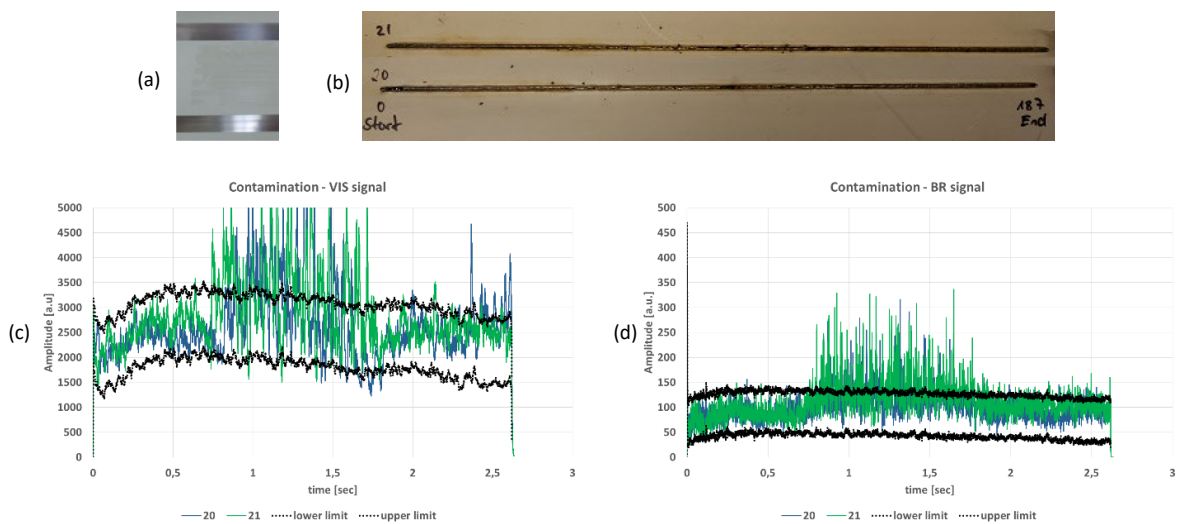 (a)
(b)
21
20
0
Start
187
End
Contamination - VIS signal
(c)
Amplitude [a.u]
5000
4500
4000
3500
3000
2500
2000
1500
1000
500
0
0 0,5 1 1,5 2 2,5 3
time [sec]
20 21 lower limit upper limit
Contamination - BR signal
(d)
Amplitude [a.u.]
500
450
400
350
300
250
200
150
100
50
0
0 0,5 1 1,5 2 2,5 3
time [sec]
20 21 lower limit upper limit